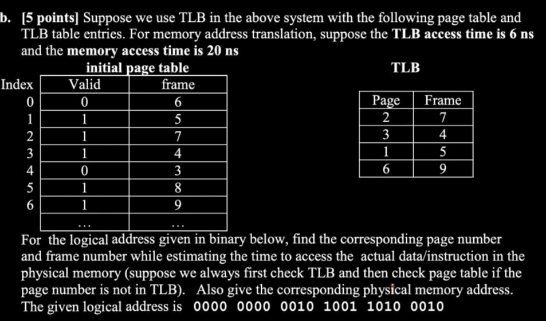 b. [5 points] Suppose we use TLB in the above system with the following page table and
TLB table entries. For memory address translation, suppose the TLB access time is 6 ns
and the memory access time is 20 ns
initial page table
Index Valid frame
0 0 6
1 1 5
2 1 7
3 1 4
4 0 3
5 1 8
6 1 9
… …
TLB
Page Frame
2 7
3 4
1 5
6 9
For the logical address given in binary below, find the corresponding page number
and frame number while estimating the time to access the actual data/instruction in the
physical memory (suppose we always first check TLB and then check page table if the
page number is not in TLB). Also give the corresponding physical memory address.
The given logical address is 0000 0000 0010 1001 1010 0010